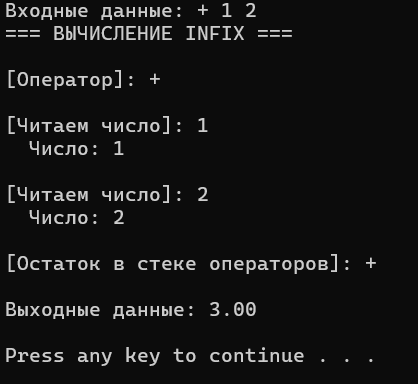 Входные данные: + 1 2
=== ВЫЧИСЛЕНИЕ INFIX ===
[Оператор]: +
[Читаем число]: 1
Число: 1
[Читаем число]: 2
Число: 2
[Остаток в стеке операторов]: +
Выходные данные: 3.00
Press any key to continue . . .